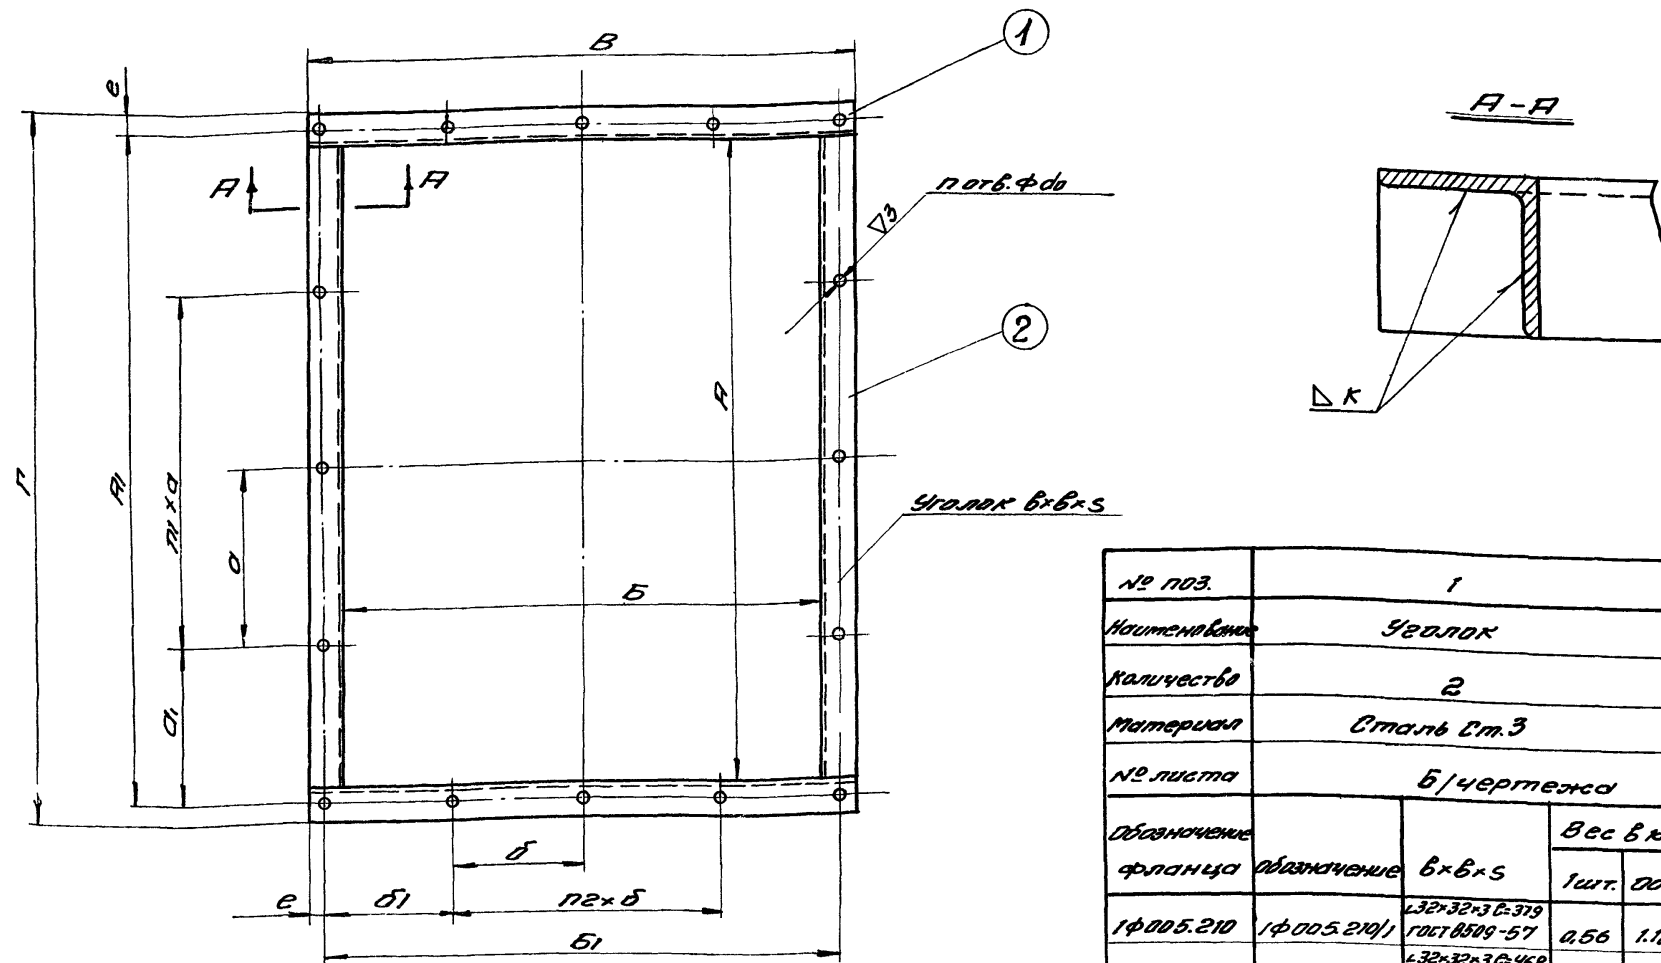 В
1
А-А
е
А
А
n отв. Ф d0
▽3
2
А
К
Г
А1
n1×а
а
уголок в×в×s
Б
а1
б
е
б1
n2×б
Б1
№ поз.
1
Наименование
Уголок
Количество
2
Материал
Сталь Ст.3
№ листа
Б/чертежа
Обозначение фланца
обозначение
в×в×s
Вес в к
1шт.
1ф005.210
1ф005.210/1
L32×32×3 ℓ=379
ГОСТ 8509-57
0,56